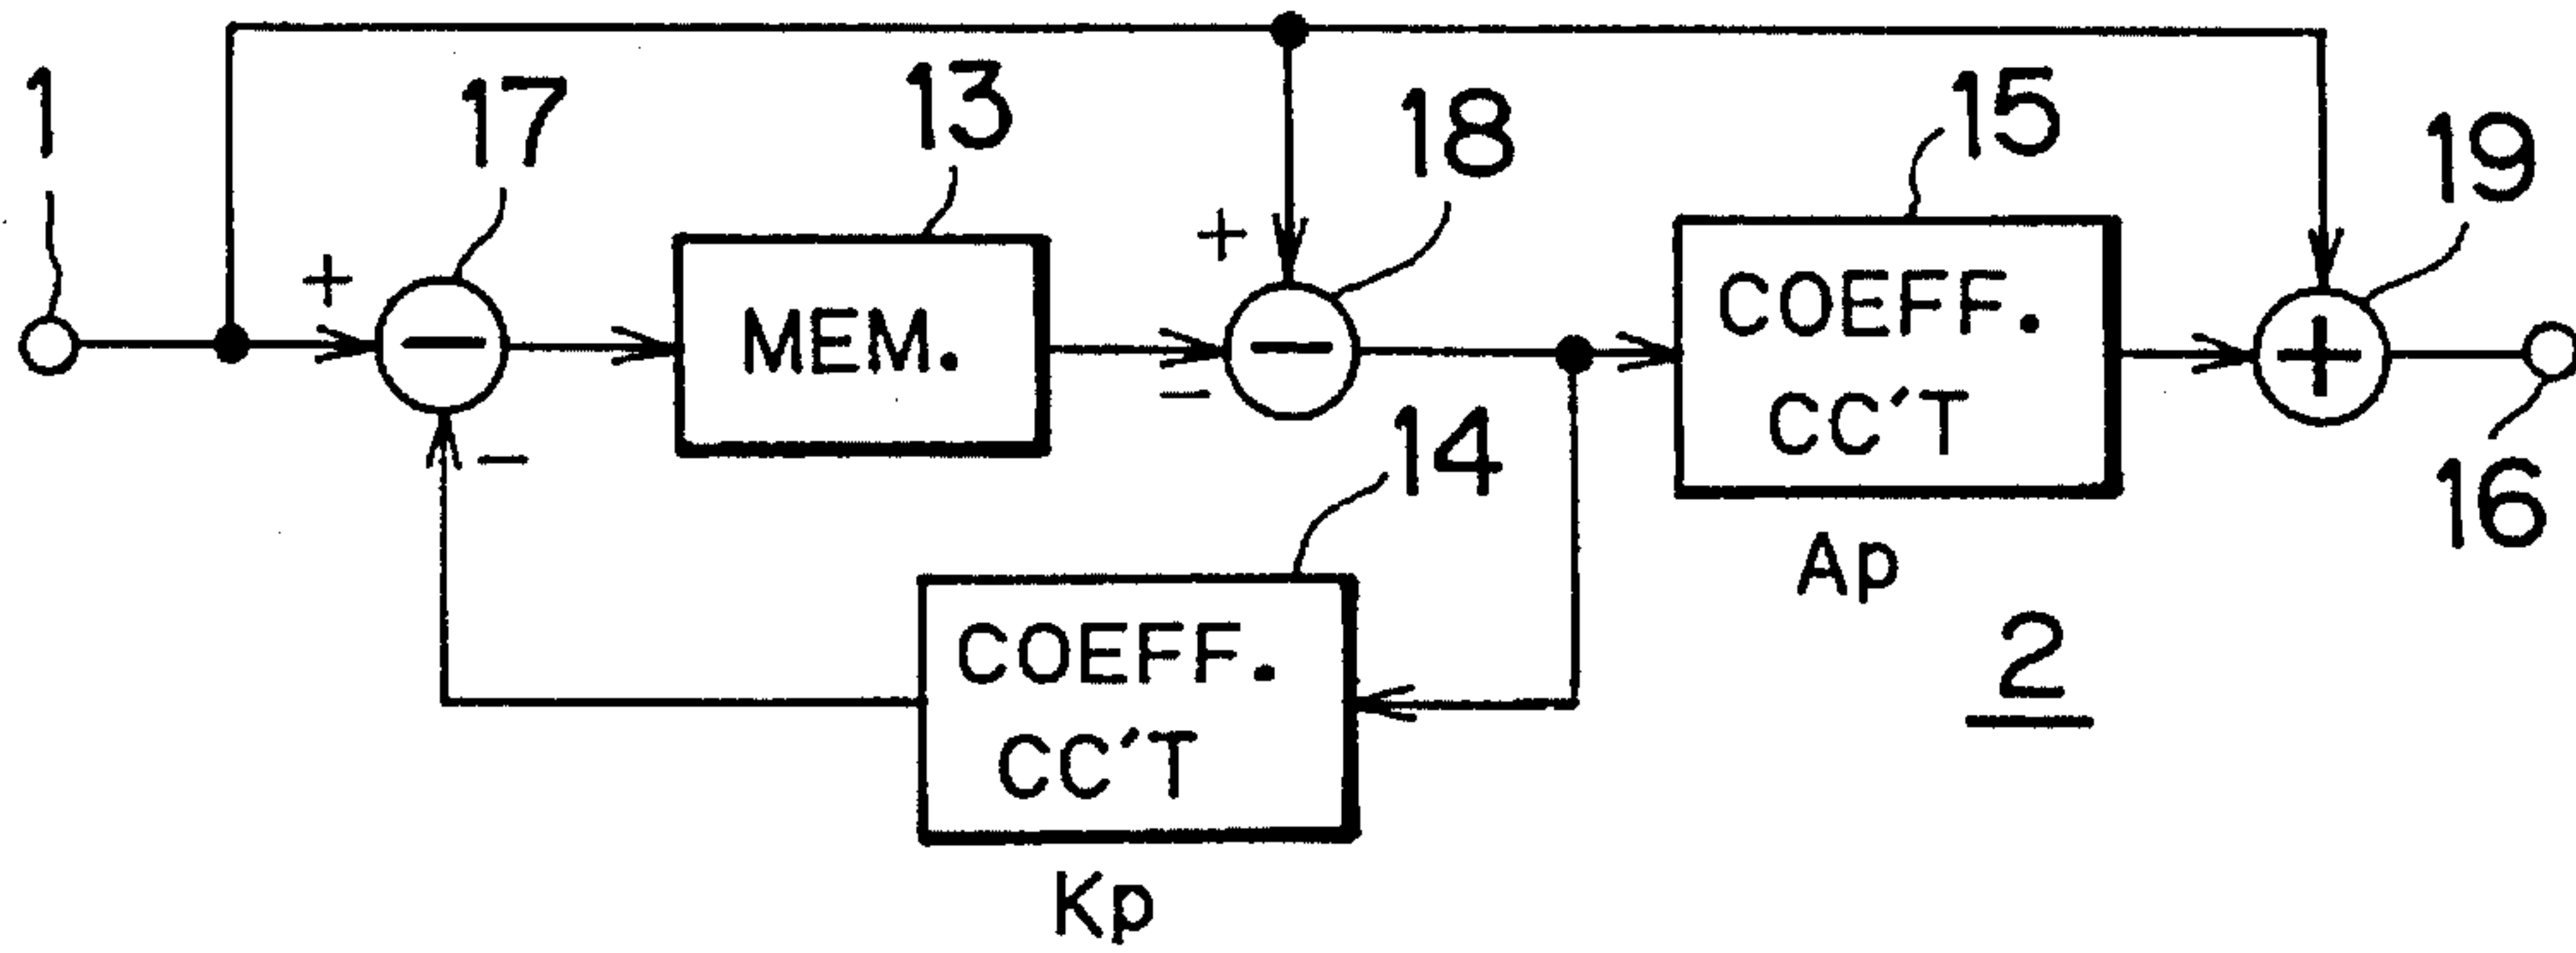 1
17
13
18
15
19
+
+
MEM.
COEFF.
CC'T
−
−
+
−
−
14
16
Ap
COEFF.
CC'T
2
Kp